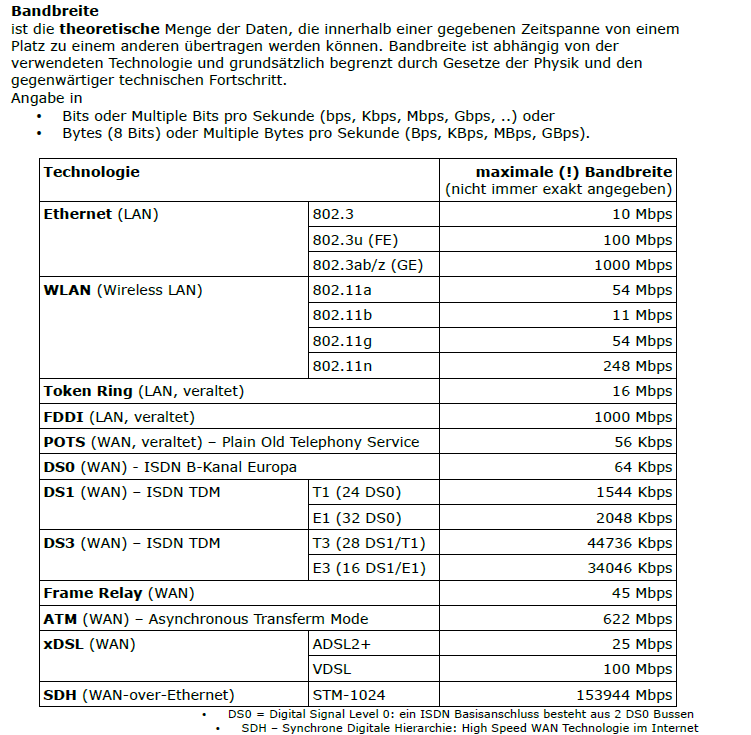 Bandbreite
ist die theoretische Menge der Daten, die innerhalb einer gegebenen Zeitspanne von einem
Platz zu einem anderen übertragen werden können. Bandbreite ist abhängig von der
verwendeten Technologie und grundsätzlich begrenzt durch Gesetze der Physik und den
gegenwärtiger technischen Fortschritt.
Angabe in
• Bits oder Multiple Bits pro Sekunde (bps, Kbps, Mbps, Gbps, ..) oder
• Bytes (8 Bits) oder Multiple Bytes pro Sekunde (Bps, KBps, MBps, GBps).
Technologie maximale (!) Bandbreite
(nicht immer exakt angegeben)
Ethernet (LAN) 802.3 10 Mbps
802.3u (FE) 100 Mbps
802.3ab/z (GE) 1000 Mbps
WLAN (Wireless LAN) 802.11a 54 Mbps
802.11b 11 Mbps
802.11g 54 Mbps
802.11n 248 Mbps
Token Ring (LAN, veraltet) 16 Mbps
FDDI (LAN, veraltet) 1000 Mbps
POTS (WAN, veraltet) – Plain Old Telephony Service 56 Kbps
DS0 (WAN) - ISDN B-Kanal Europa 64 Kbps
DS1 (WAN) – ISDN TDM T1 (24 DS0) 1544 Kbps
E1 (32 DS0) 2048 Kbps
DS3 (WAN) – ISDN TDM T3 (28 DS1/T1) 44736 Kbps
E3 (16 DS1/E1) 34046 Kbps
Frame Relay (WAN) 45 Mbps
ATM (WAN) – Asynchronous Transferm Mode 622 Mbps
xDSL (WAN) ADSL2+ 25 Mbps
VDSL 100 Mbps
SDH (WAN-over-Ethernet) STM-1024 153944 Mbps
• DS0 = Digital Signal Level 0: ein ISDN Basisanschluss besteht aus 2 DS0 Bussen
• SDH – Synchrone Digitale Hierarchie: High Speed WAN Technologie im Internet